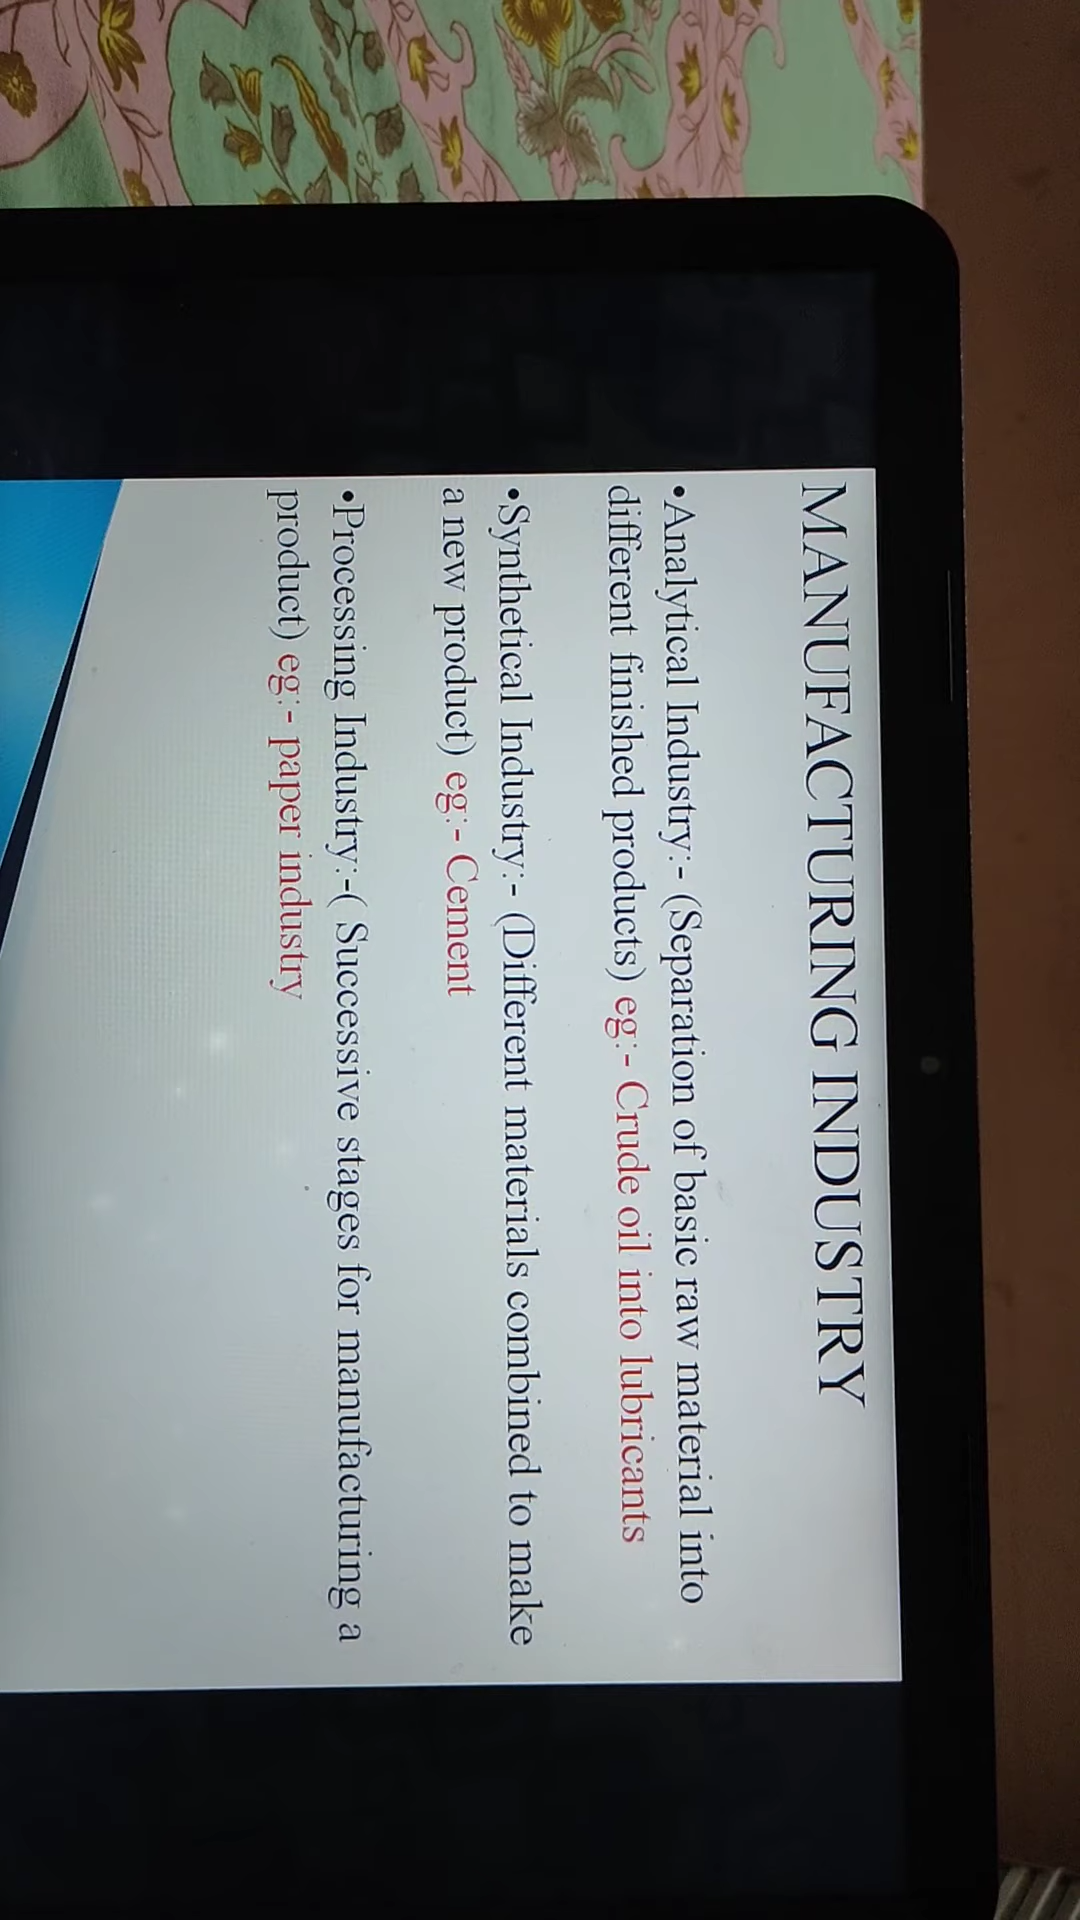 MANUFACTURING INDUSTRY
•Analytical Industry:- (Separation of basic raw material into
different finished products) eg:- Crude oil into lubricants
•Synthetical Industry:- (Different materials combined to make
a new product) eg:- Cement
•Processing Industry:-( Successive stages for manufacturing a
product) eg:- paper industry